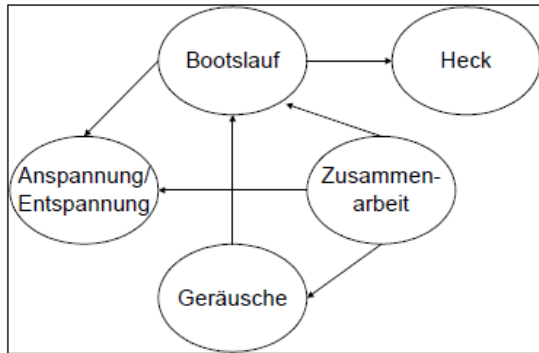 Bootslauf
Heck
Anspannung/
Entspannung
Zusammen-
arbeit
Geräusche